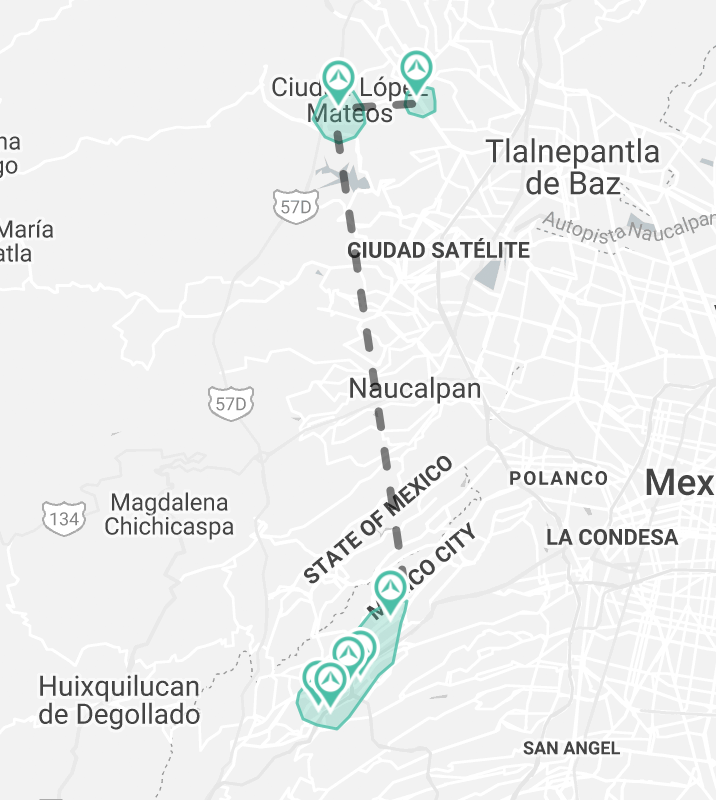 Ciudad López
Mateos
Tlalnepantla
de Baz
57D
Autopista Naucalpan
CIUDAD SATÉLITE
Naucalpan
57D
STATE OF MEXICO
POLANCO
Mex
134
Magdalena
Chichicaspa
LA CONDESA
MEXICO CITY
Huixquilucan
de Degollado
SAN ANGEL
María
atla
na
go